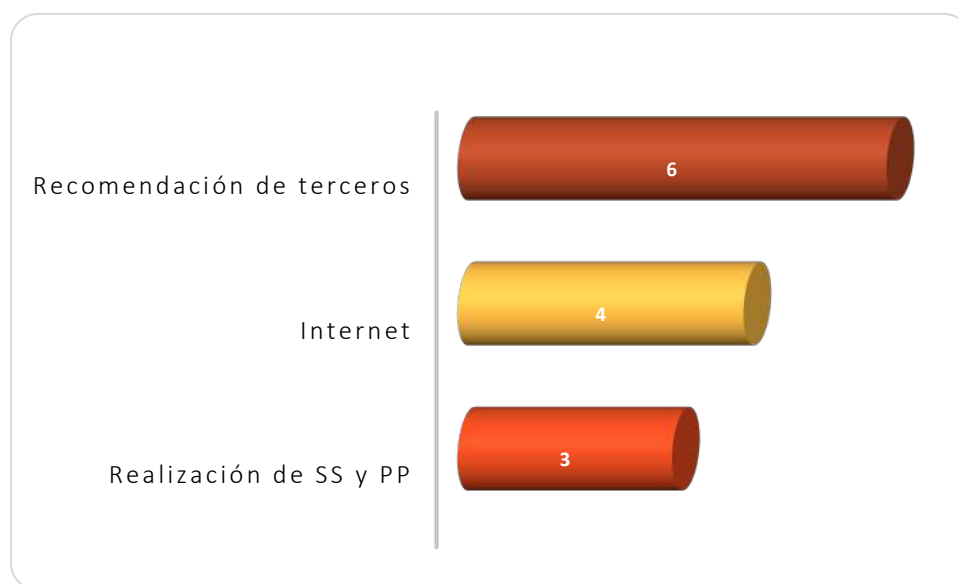 6
Recomendación de terceros
4
Internet
3
Realización de SS y PP